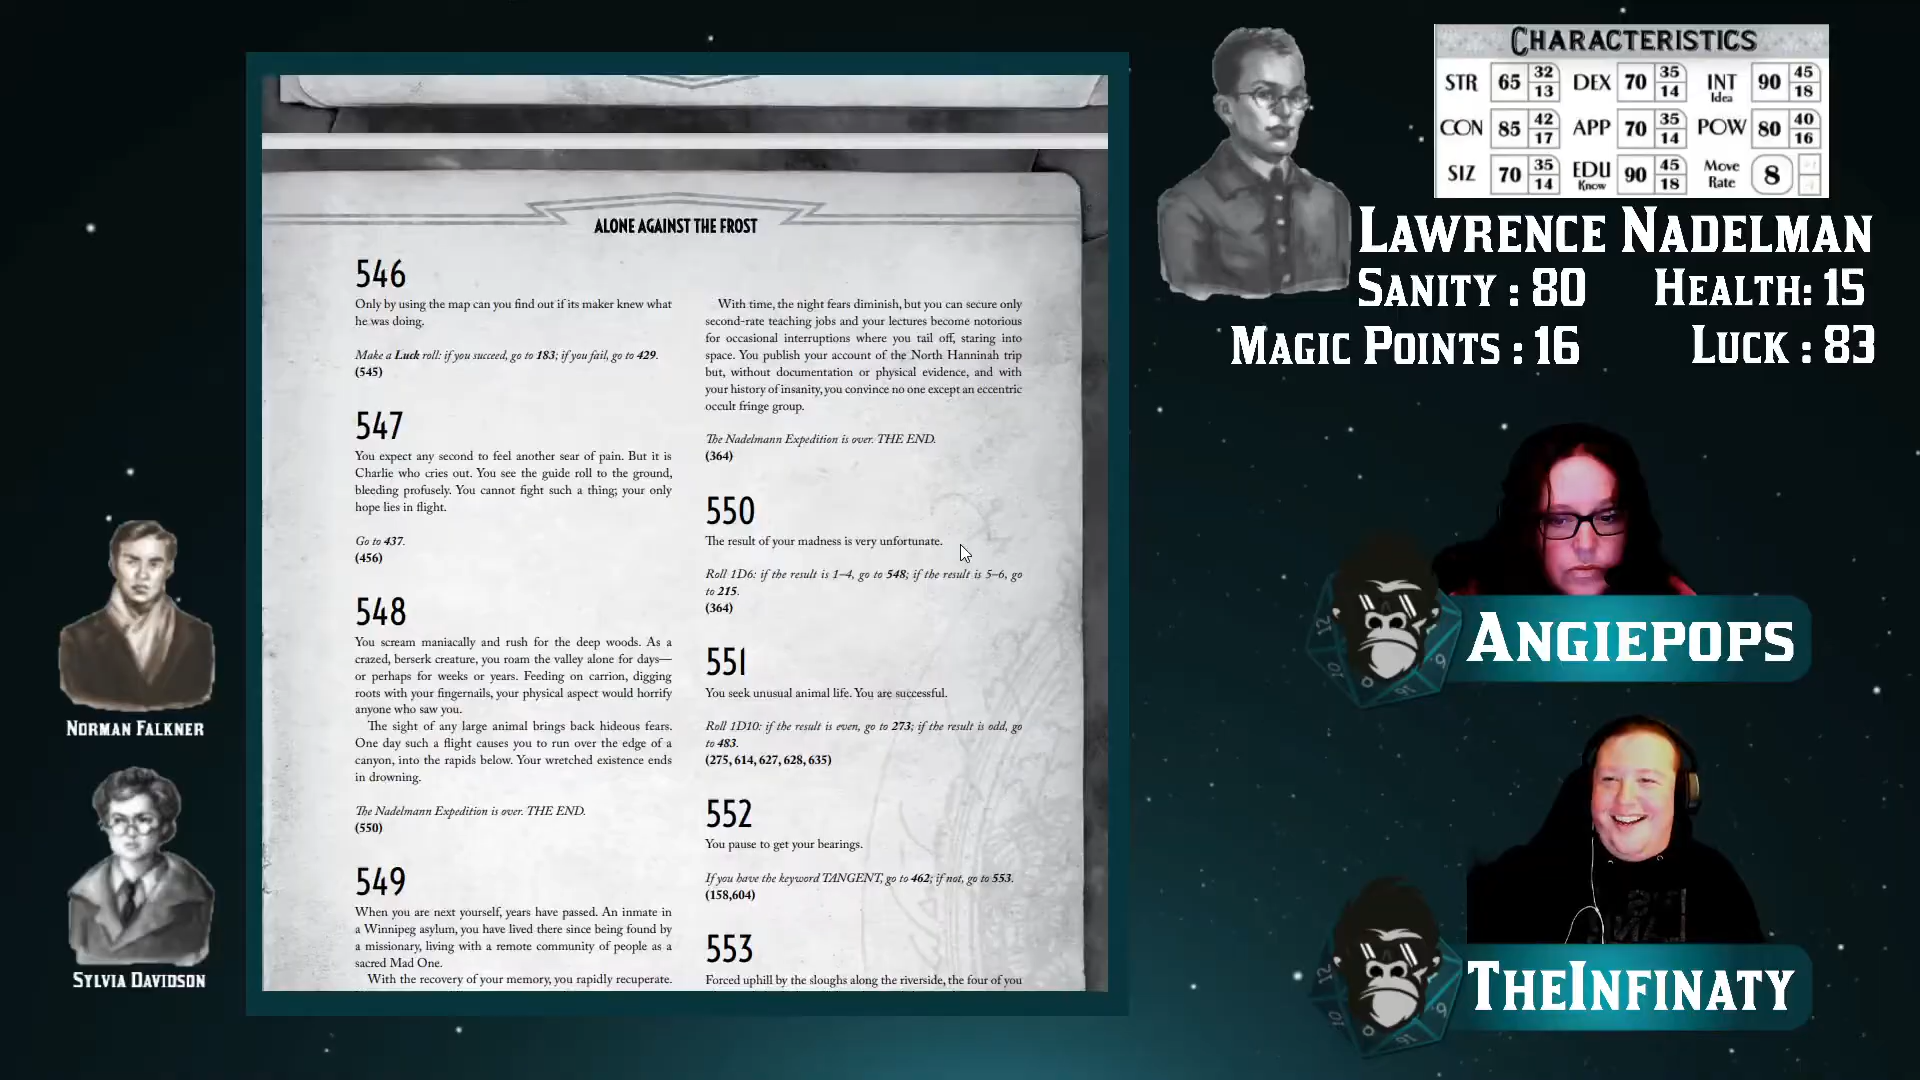 ALONE AGAINST THE FROST
546
Only by using the map can you find out if its maker knew what
he was doing.
Make a Luck roll: if you succeed, go to 183; if you fail, go to 429.
(545)
547
You expect any second to feel another sear of pain. But it is
Charlie who cries out. You see the guide roll to the ground,
bleeding profusely. You cannot fight such a thing; your only
hope lies in flight.
Go to 437.
(456)
548
You scream maniacally and rush for the deep woods. As a
crazed, berserk creature, you roam the valley alone for days—
or perhaps for weeks or years. Feeding on carrion, digging
roots with your fingernails, your physical aspect would horrify
anyone who saw you.
The sight of any large animal brings back hideous fears.
One day such a flight causes you to run over the edge of a
canyon, into the rapids below. Your wretched existence ends
in drowning.
The Nadelmann Expedition is over. THE END.
(550)
549
When you are next yourself, years have passed. An inmate in
a Winnipeg asylum, you have lived there since being found by
a missionary, living with a remote community of people as a
sacred Mad One.
With the recovery of your memory, you rapidly recuperate.
With time, the night fears diminish, but you can secure only
second-rate teaching jobs and your lectures become notorious
for occasional interruptions where you tail off, staring into
space. You publish your account of the North Hanninah trip
but, without documentation or physical evidence, and with
your history of insanity, you convince no one except an eccentric
occult fringe group.
The Nadelmann Expedition is over. THE END.
(364)
550
The result of your madness is very unfortunate.
Roll 1D6: if the result is 1–4, go to 548; if the result is 5–6, go
to 215.
(364)
551
You seek unusual animal life. You are successful.
Roll 1D10: if the result is even, go to 273; if the result is odd, go
to 483.
(275, 614, 627, 628, 635)
552
You pause to get your bearings.
If you have the keyword TANGENT, go to 462; if not, go to 553.
(158,604)
553
Forced uphill by the sloughs along the riverside, the four of you
CHARACTERISTICS
STR 65 32 13 DEX 70 35 14 INT Idea 90 45 18
CON 85 42 17 APP 70 35 14 POW 80 40 16
SIZ 70 35 14 EDU Know 90 45 18 Move Rate 8
LAWRENCE NADELMAN
SANITY : 80 HEALTH: 15
MAGIC POINTS : 16 LUCK : 83
NORMAN FALKNER
SYLVIA DAVIDSON
ANGIEPOPS
THEINFINATY